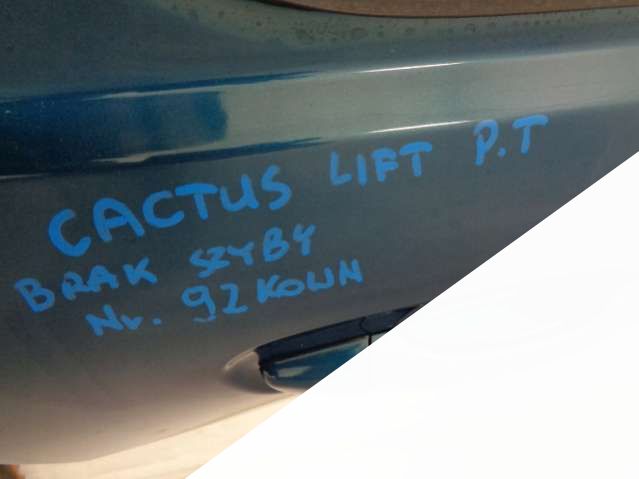 CACTUS LIFT P.T
BRAK SZYBY
Nr. 92KOWN